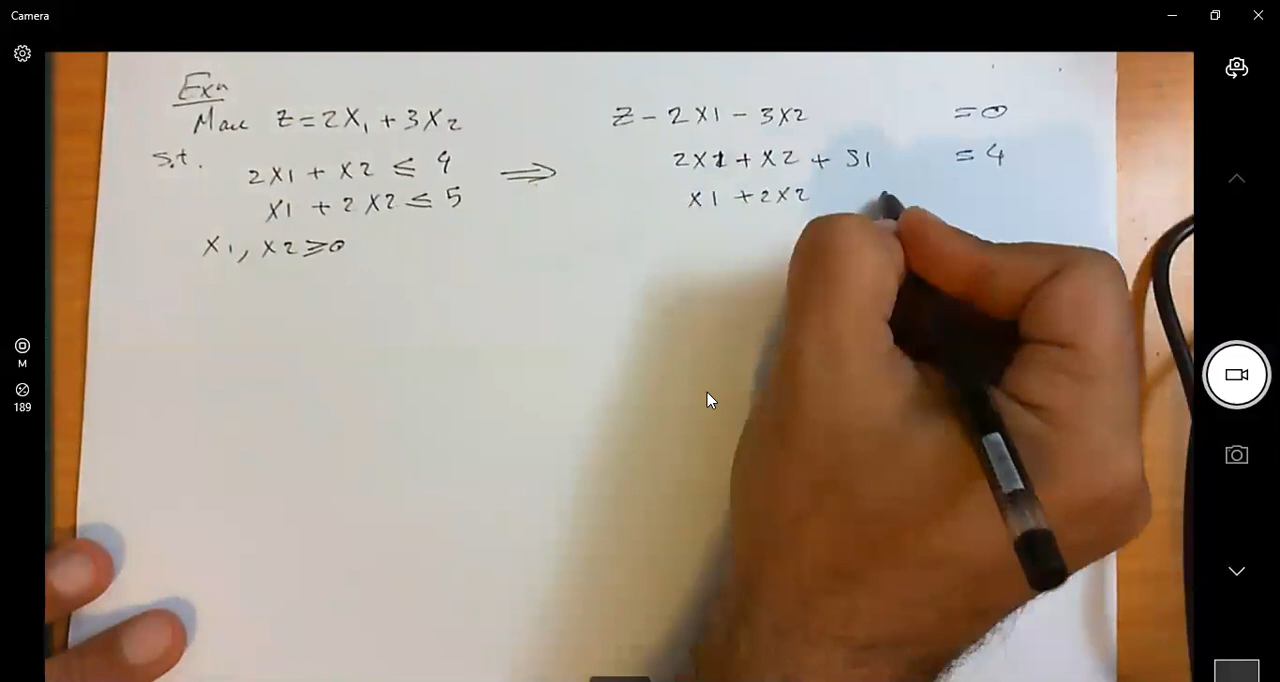 Camera
Exn
Max Z = 2X1 + 3X2
s.t.
2X1 + X2 ≤ 4
X1 + 2X2 ≤ 5
X1, X2 ≥ 0
⇒
Z - 2X1 - 3X2 = 0
2X1 + X2 + S1 = 4
X1 + 2X2
M
189